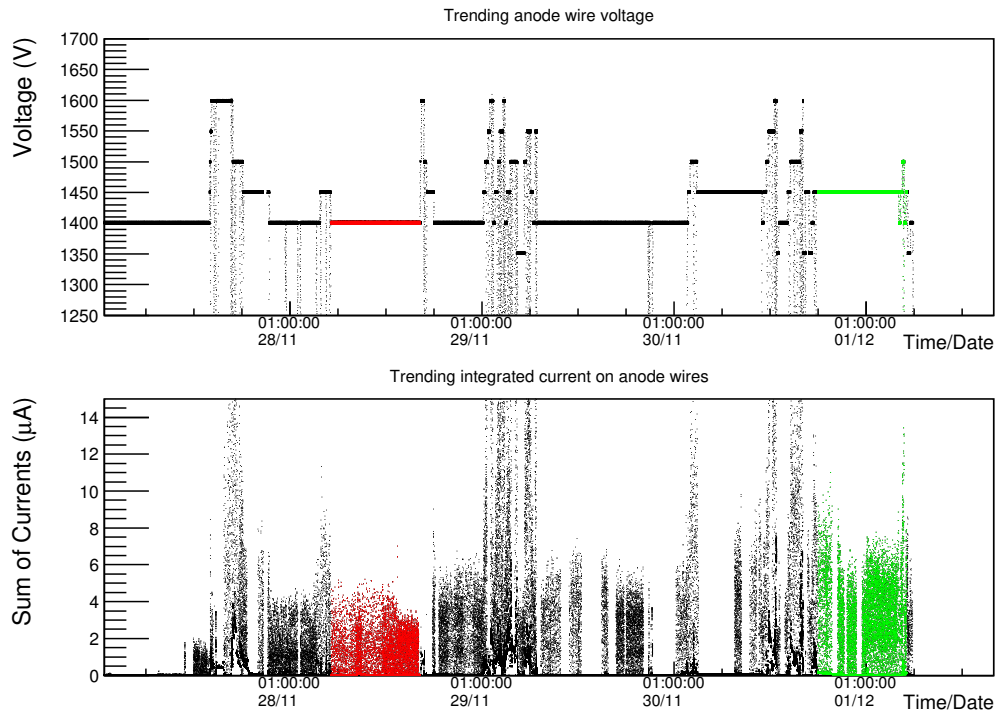 Trending anode wire voltage
Voltage (V)
1700
1650
1600
1550
1500
1450
1400
1350
1300
1250
01:00:00 01:00:00 01:00:00 01:00:00
28/11 29/11 30/11 01/12
Time/Date
Trending integrated current on anode wires
Sum of Currents (μA)
14
12
10
8
6
4
2
0
01:00:00 01:00:00 01:00:00 01:00:00
28/11 29/11 30/11 01/12
Time/Date